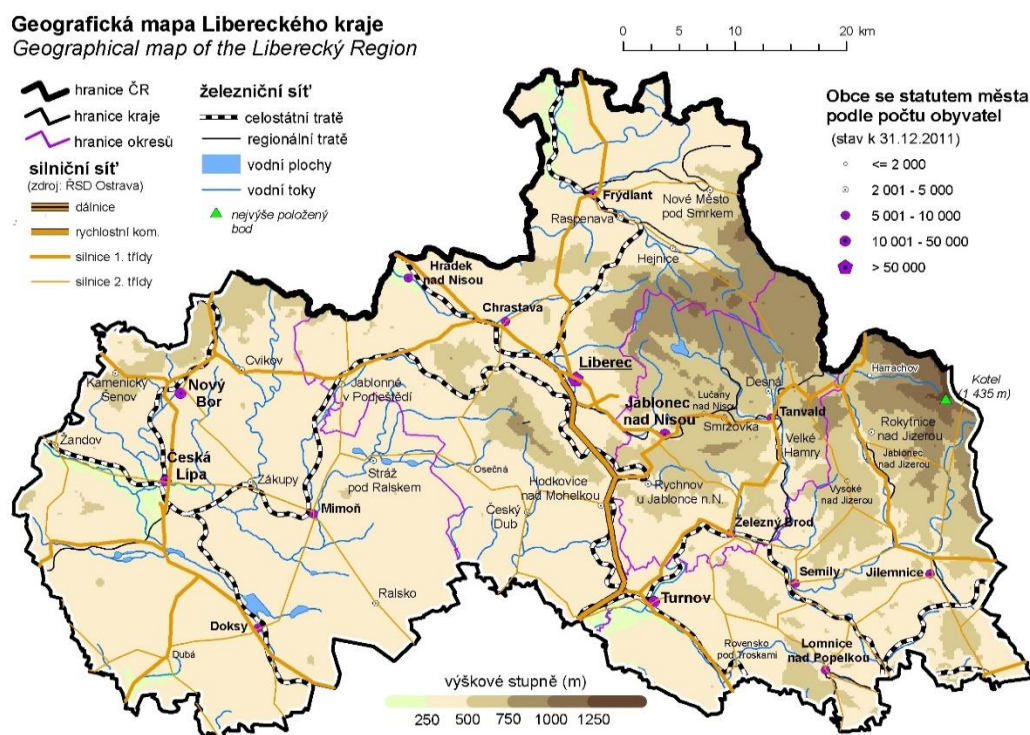 Geografická mapa Libereckého kraje
Geographical map of the Liberecký Region
0 5 10 20 km
hranice ČR
hranice kraje
hranice okresů
silniční síť
(zdroj: ŘSD Ostrava)
dálnice
rychlostní kom.
silnice 1. třídy
silnice 2. třídy
železniční síť
celostátní tratě
regionální tratě
vodní plochy
vodní toky
nejvýše položený
bod
Obce se statutem města
podle počtu obyvatel
(stav k 31.12.2011)
<= 2 000
2 001 - 5 000
5 001 - 10 000
10 001 - 50 000
> 50 000
Frýdlant
Nové Město
pod Smrkem
Raspenava
Hejnice
Hrádek
nad Nisou
Chrastava
Liberec
Cvikov
Kamenický
Šenov
Nový
Bor
Jablonné
v Podještědí
Jablonec
nad Nisou
Lučany
nad Nisou
Smržovka
Desná
Tanvald
Harrachov
Kotel
(1 435 m)
Rokytnice
nad Jizerou
Jablonec
nad Jizerou
Velké
Hamry
Vysoké
nad Jizerou
Žandov
Česká
Lípa
Zákupy
Mimoň
Stráž
pod Ralskem
Osečná
Hodkovice
nad Mohelkou
Český
Dub
Rychnov
u Jablonce n.N.
Železný Brod
Semily
Jilemnice
Turnov
Ralsko
Doksy
Dubá
Rovensko
pod Troskami
Lomnice
nad Popelkou
výškové stupně (m)
250 500 750 1000 1250